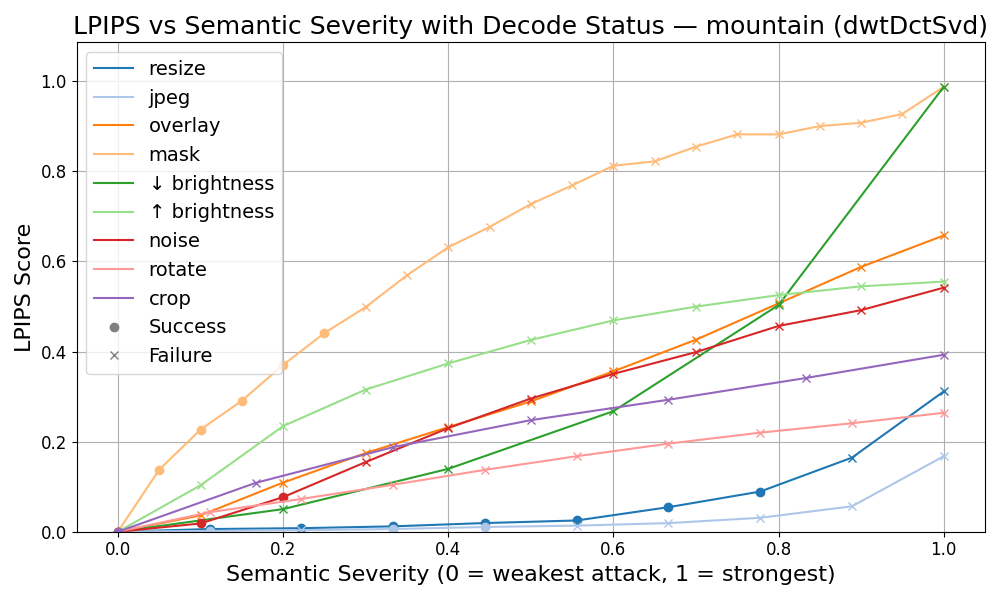 LPIPS vs Semantic Severity with Decode Status — mountain (dwtDctSvd)
resize
jpeg
overlay
mask
↓ brightness
↑ brightness
noise
rotate
crop
Success
Failure
LPIPS Score
1.0
0.8
0.6
0.4
0.2
0.0
0.0 0.2 0.4 0.6 0.8 1.0
Semantic Severity (0 = weakest attack, 1 = strongest)